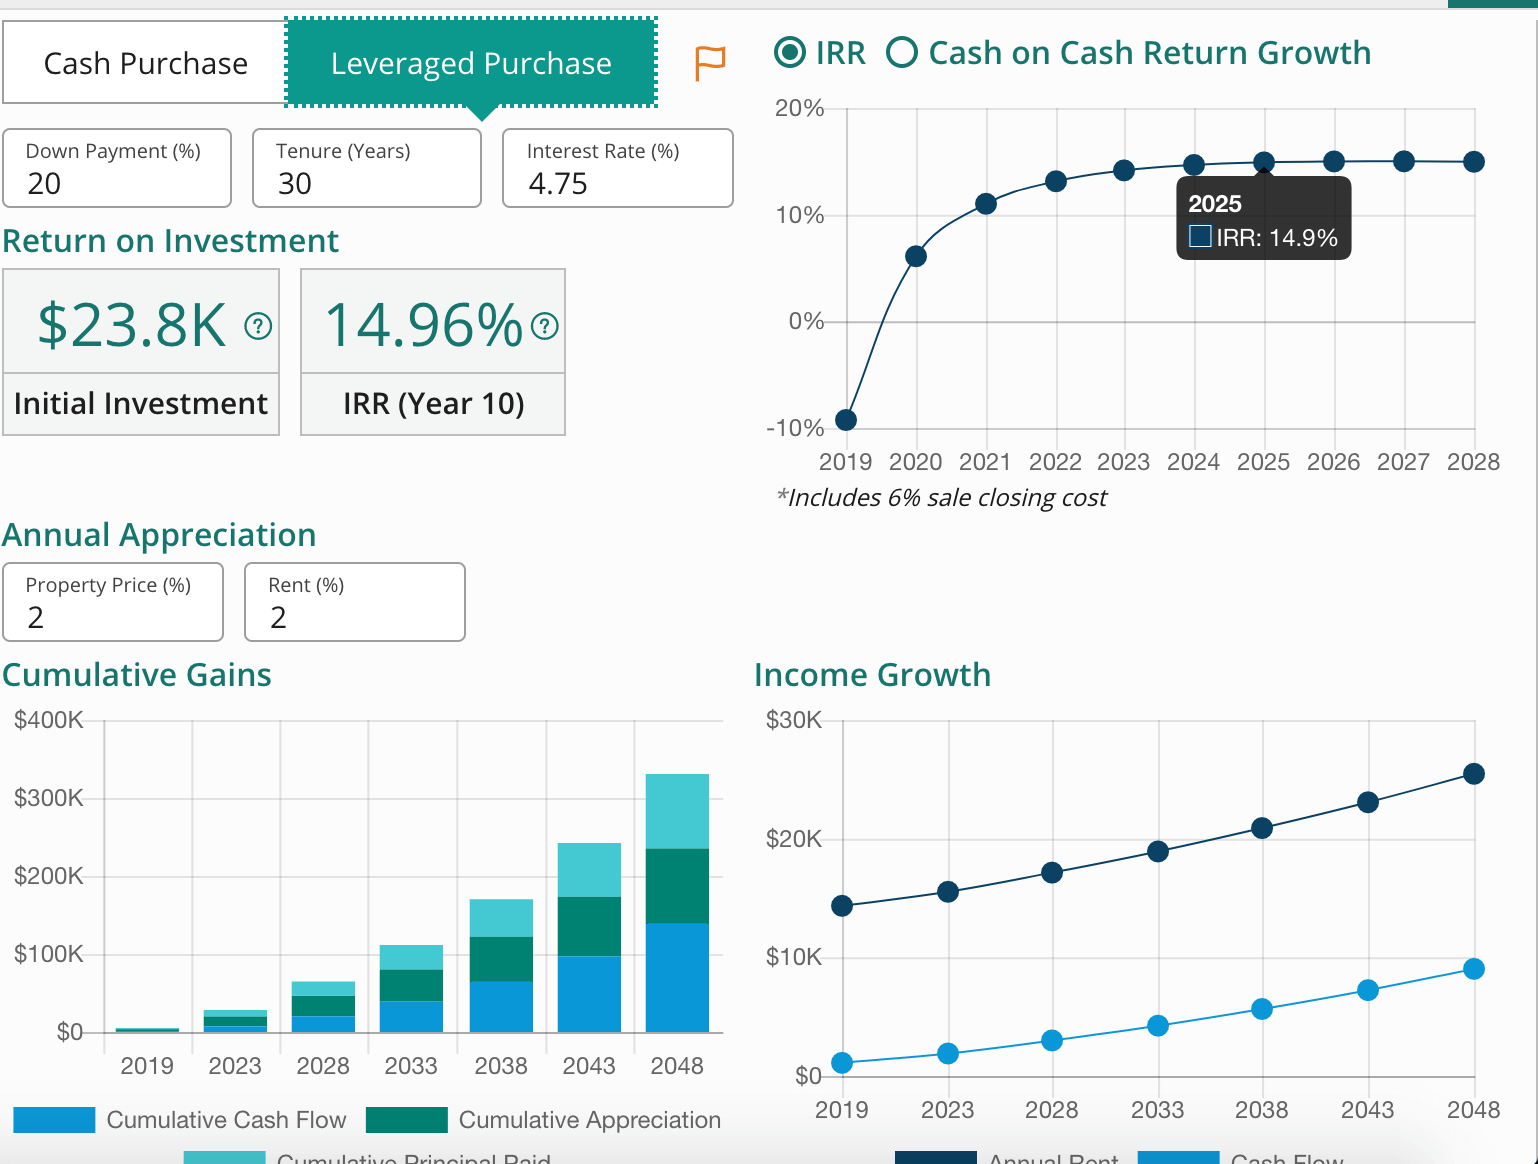 Cash Purchase
Leveraged Purchase
Down Payment (%)
20
Tenure (Years)
30
Interest Rate (%)
4.75
Return on Investment
$23.8K ?
Initial Investment
14.96% ?
IRR (Year 10)
IRR
Cash on Cash Return Growth
20%
10%
0%
-10%
2025
IRR: 14.9%
2019 2020 2021 2022 2023 2024 2025 2026 2027 2028
*Includes 6% sale closing cost
Annual Appreciation
Property Price (%)
2
Rent (%)
2
Cumulative Gains
$400K
$300K
$200K
$100K
$0
2019 2023 2028 2033 2038 2043 2048
Cumulative Cash Flow
Cumulative Appreciation
Cumulative Principal Paid
Income Growth
$30K
$20K
$10K
$0
2019 2023 2028 2033 2038 2043 2048
Annual Rent
Cash Flow